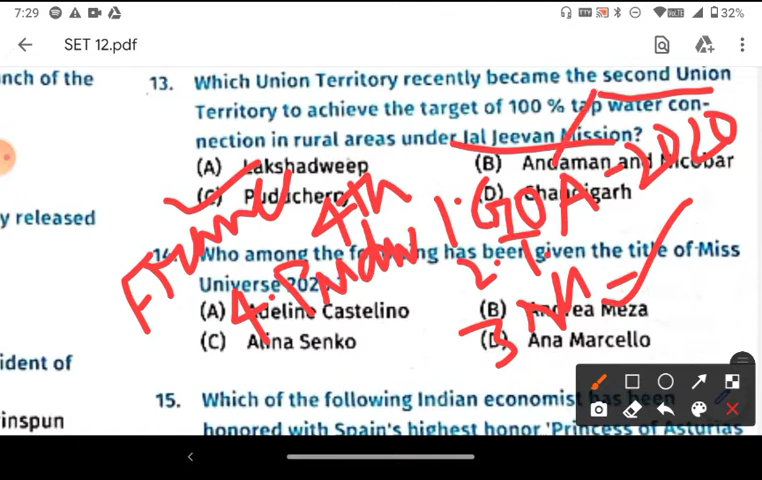 7:29
32%
SET 12.pdf
nch of the
13. Which Union Territory recently became the second Union
Territory to achieve the target of 100 % tap water con-
nection in rural areas under Jal Jeevan Mission?
(A) Lakshadweep (B) Andaman and Nicobar
(C) Puducherry (D) Chandigarh
y released
4th 1. GOA-2020
14. Who among the following has been given the title of Miss
Universe
(A) Adeline Castelino (B) Andrea Meza
(C) Alina Senko (D) Ana Marcello
ident of
15. Which of the following Indian economist has been
inspun
honored with Spain's highest honor 'Princess of Asturias